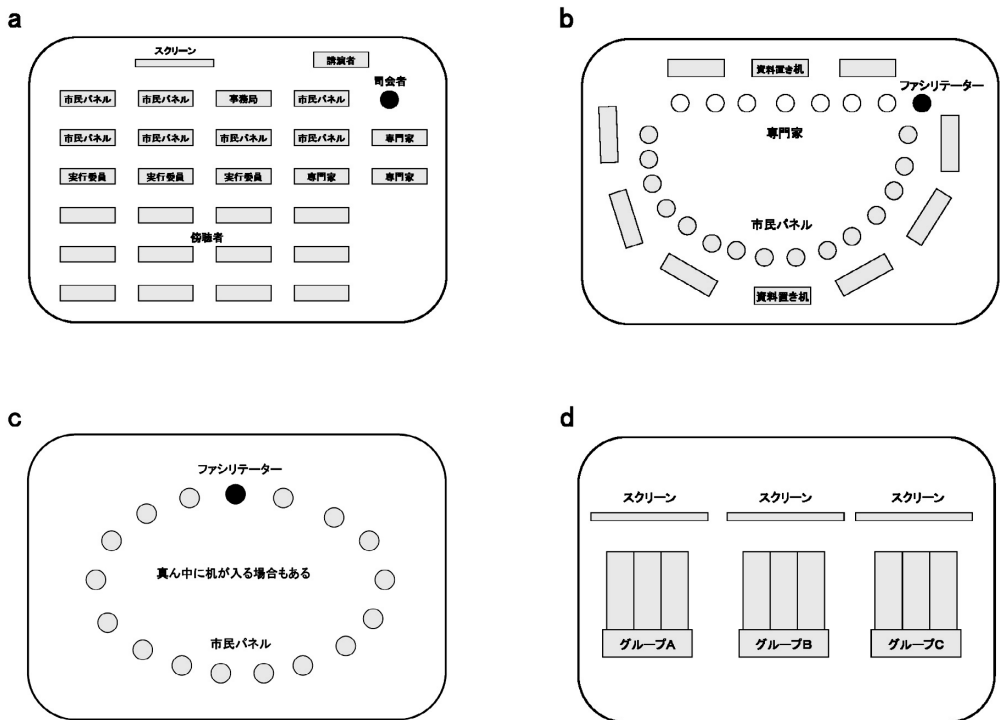 a
スクリーン
講演者
司会者
市民パネル
市民パネル
事務局
市民パネル
市民パネル
市民パネル
市民パネル
市民パネル
専門家
実行委員
実行委員
実行委員
専門家
専門家
傍聴者
b
資料置き机
ファシリテーター
専門家
市民パネル
資料置き机
c
ファシリテーター
真ん中に机が入る場合もある
市民パネル
d
スクリーン
スクリーン
スクリーン
グループA
グループB
グループC